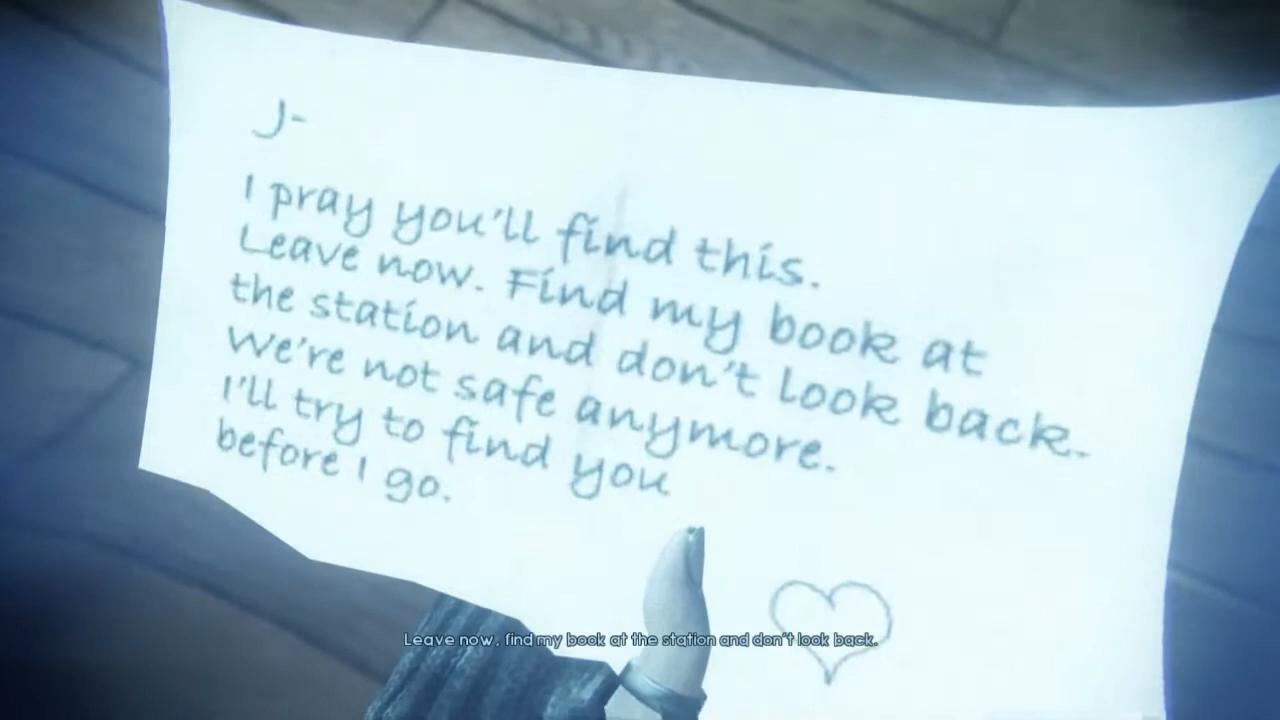 J-
I pray you'll find this.
Leave now. Find my book at
the station and don't look back.
We're not safe anymore.
I'll try to find you
before I go.
Leave now, find my book at the station and don't look back.